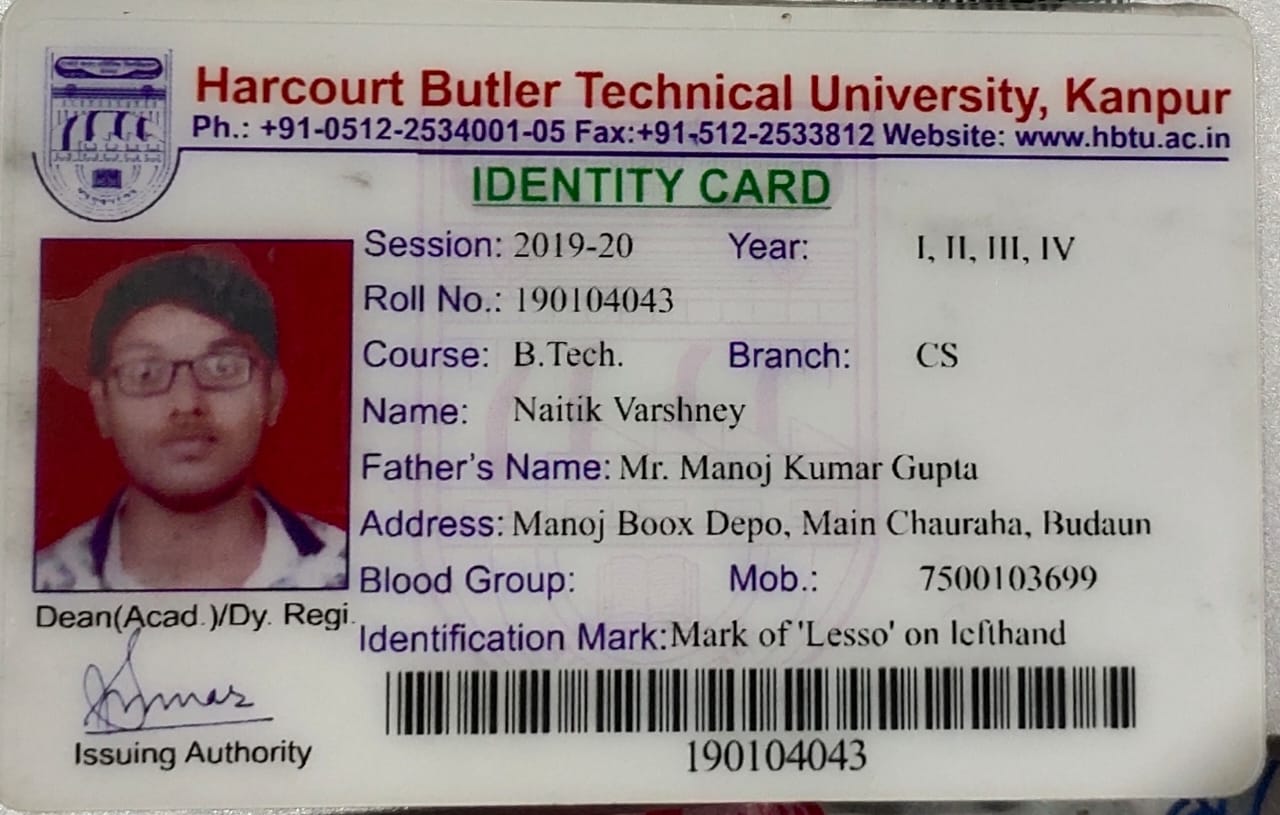 Harcourt Butler Technical University, Kanpur
Ph.: +91-0512-2534001-05 Fax:+91-512-2533812 Website: www.hbtu.ac.in
IDENTITY CARD
Session: 2019-20 Year: I, II, III, IV
Roll No.: 190104043
Course: B.Tech. Branch: CS
Name: Naitik Varshney
Father's Name: Mr. Manoj Kumar Gupta
Address: Manoj Boox Depo, Main Chauraha, Budaun
Blood Group: Mob.: 7500103699
Identification Mark: Mark of 'Lesso' on lefthand
Dean(Acad.)/Dy. Regi.
Issuing Authority
190104043